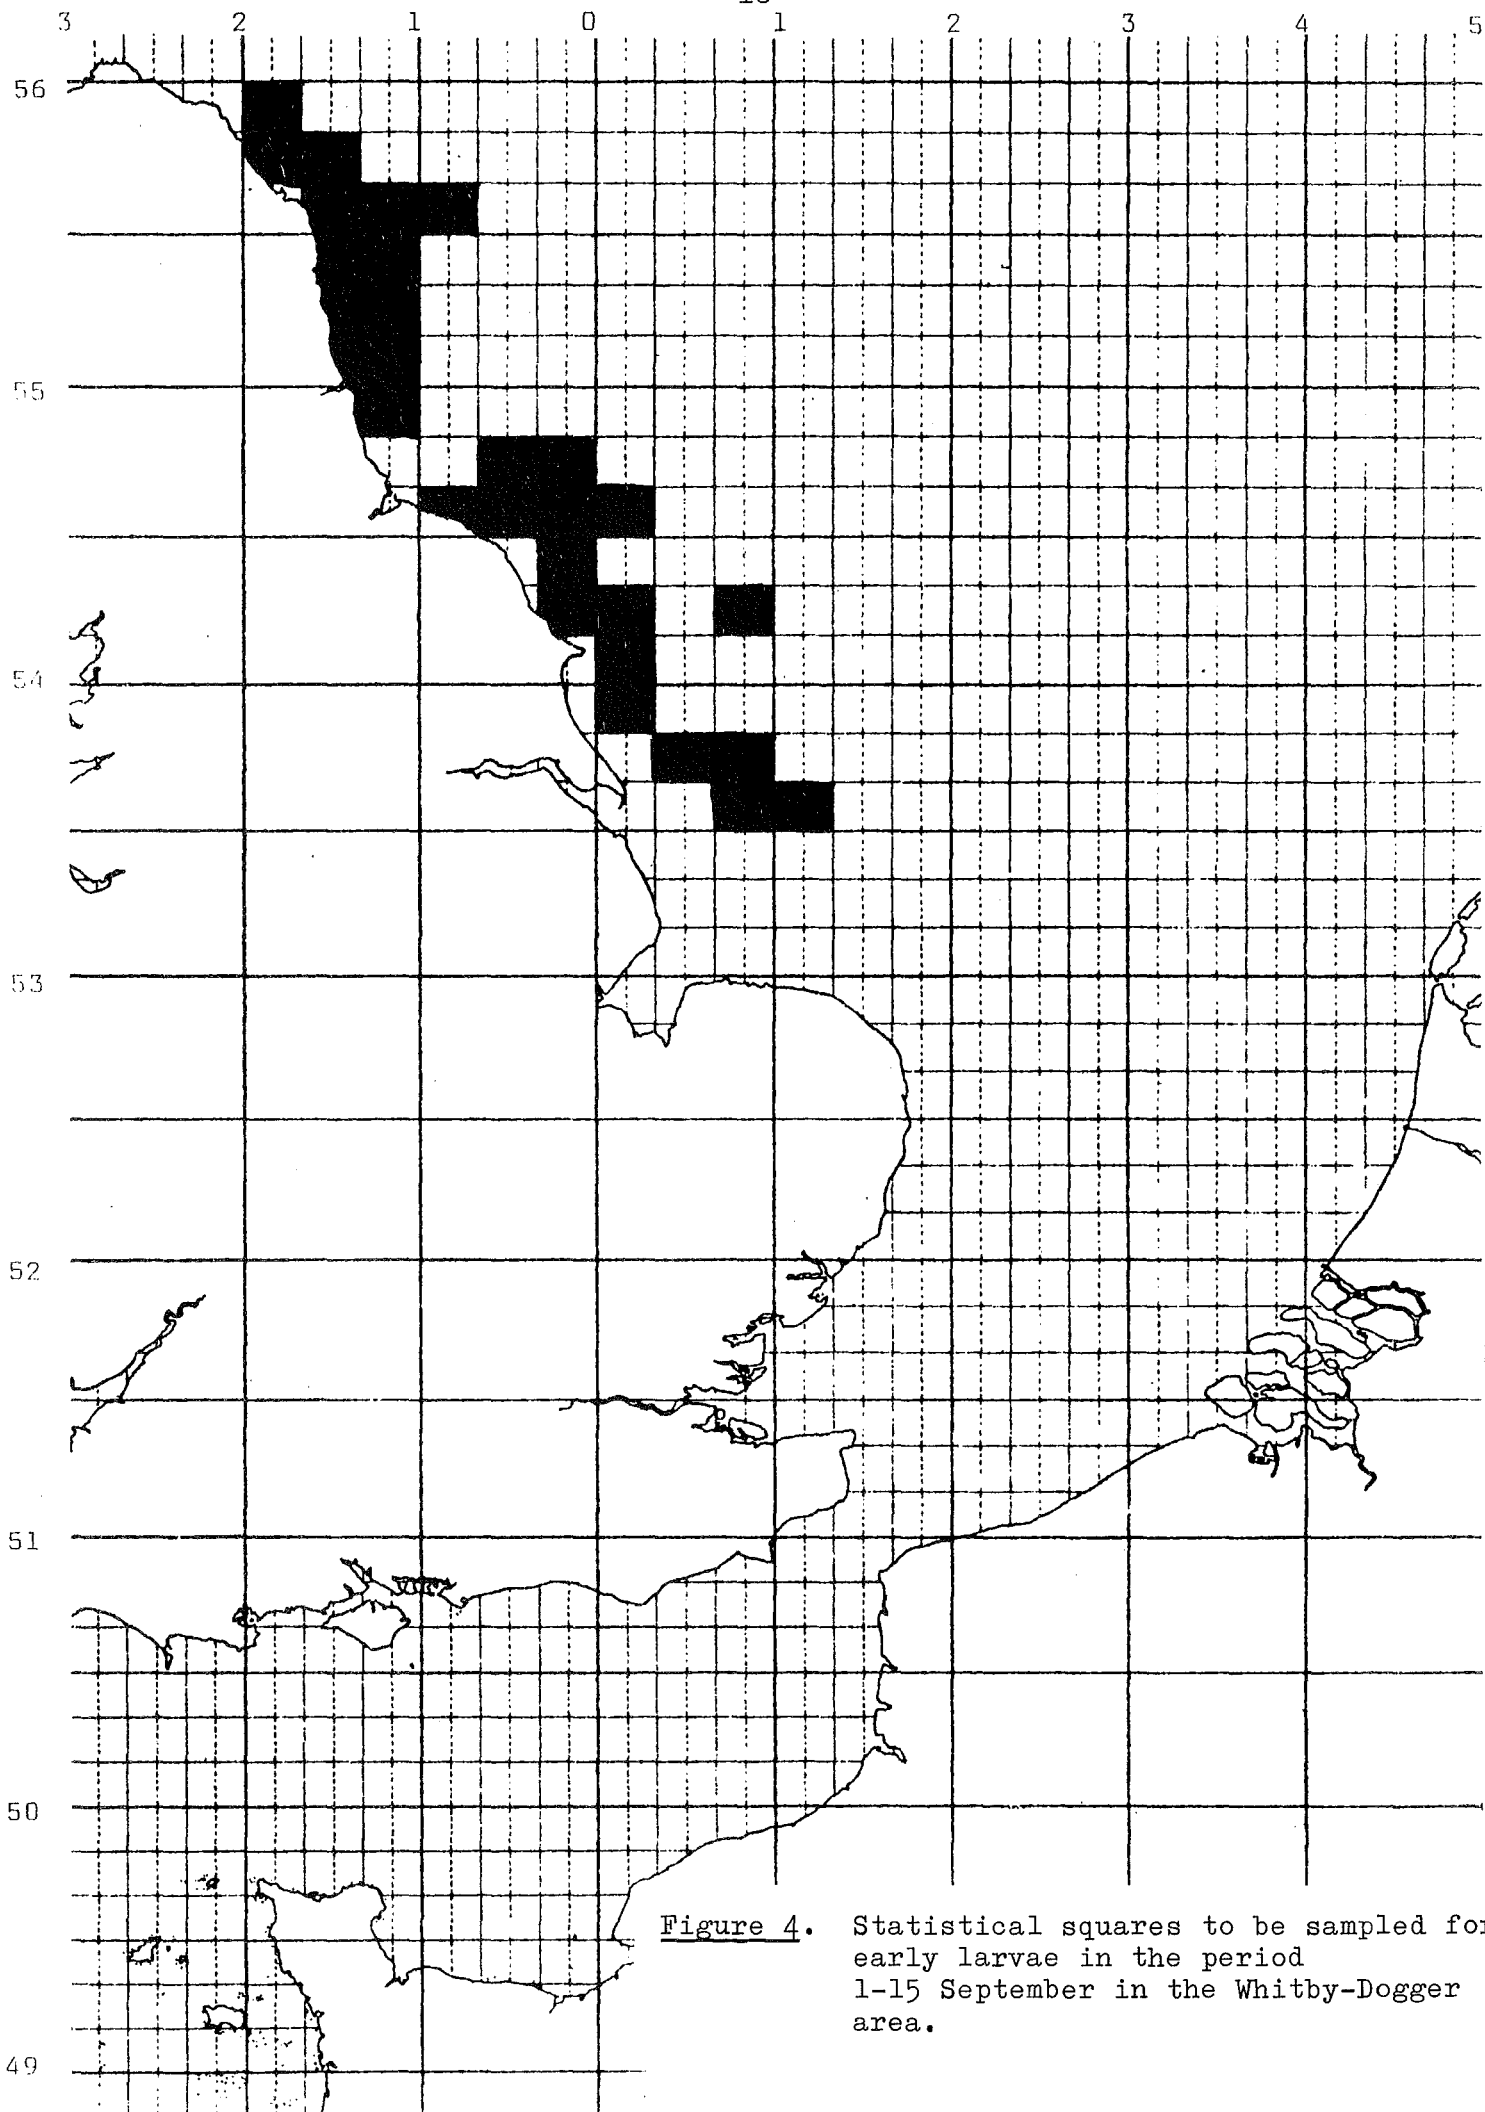 3 2 1 0 1 2 3 4 5
56
55
54
53
52
51
50
49
Figure 4. Statistical squares to be sampled for
early larvae in the period
1-15 September in the Whitby-Dogger
area.